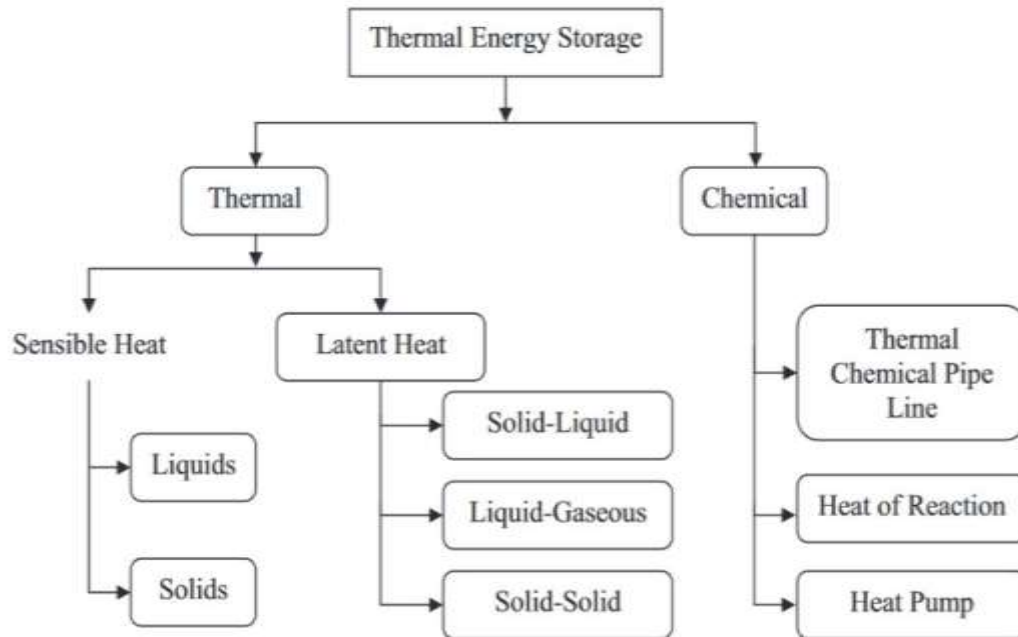 Thermal Energy Storage
Thermal
Chemical
Sensible Heat
Latent Heat
Thermal
Chemical Pipe
Line
Solid-Liquid
Liquids
Liquid-Gaseous
Heat of Reaction
Solids
Solid-Solid
Heat Pump